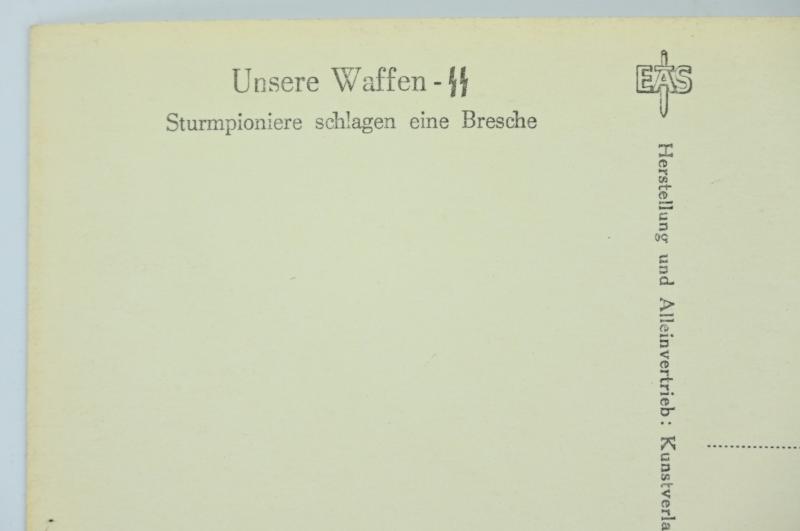 Unsere Waffen-ᛋᛋ
Sturmpioniere schlagen eine Bresche
EAS
Herstellung und Alleinvertrieb: Kunstverla